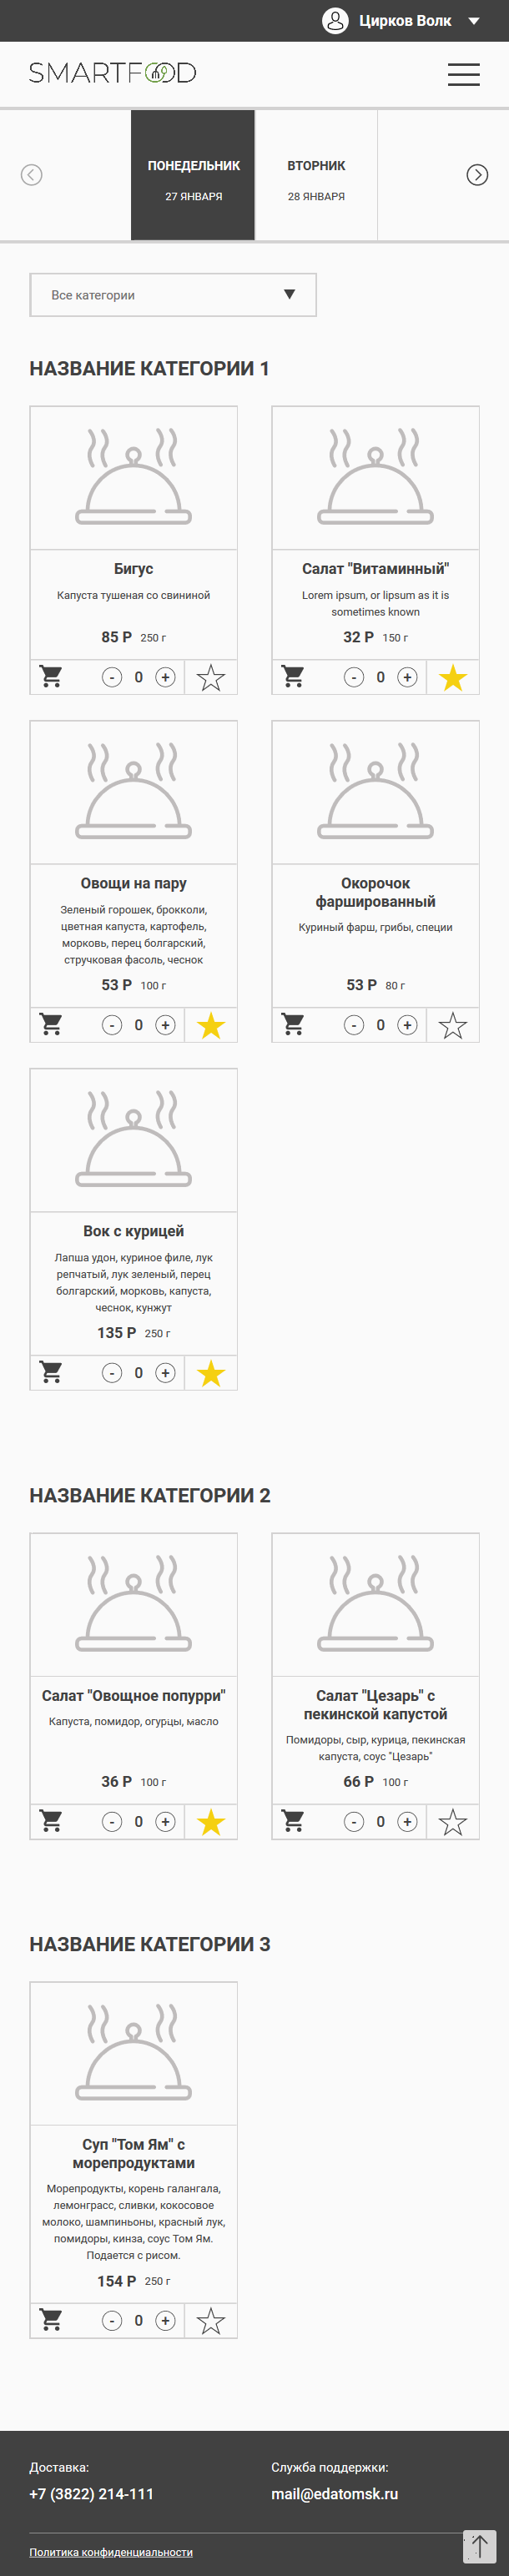 Цирков Волк
SMARTFOOD
ПОНЕДЕЛЬНИК
27 ЯНВАРЯ
ВТОРНИК
28 ЯНВАРЯ
Все категории
НАЗВАНИЕ КАТЕГОРИИ 1
Бигус
Капуста тушеная со свининой
85 Р 250 г
- 0 +
Салат "Витаминный"
Lorem ipsum, or lipsum as it is
sometimes known
32 Р 150 г
- 0 +
Овощи на пару
Зеленый горошек, брокколи,
цветная капуста, картофель,
морковь, перец болгарский,
стручковая фасоль, чеснок
53 Р 100 г
- 0 +
Окорочок
фаршированный
Куриный фарш, грибы, специи
53 Р 80 г
- 0 +
Вок с курицей
Лапша удон, куриное филе, лук
репчатый, лук зеленый, перец
болгарский, морковь, капуста,
чеснок, кунжут
135 Р 250 г
- 0 +
НАЗВАНИЕ КАТЕГОРИИ 2
Салат "Овощное попурри"
Капуста, помидор, огурцы, масло
36 Р 100 г
- 0 +
Салат "Цезарь" с
пекинской капустой
Помидоры, сыр, курица, пекинская
капуста, соус "Цезарь"
66 Р 100 г
- 0 +
НАЗВАНИЕ КАТЕГОРИИ 3
Суп "Том Ям" с
морепродуктами
Морепродукты, корень галангала,
лемонграсс, сливки, кокосовое
молоко, шампиньоны, красный лук,
помидоры, кинза, соус Том Ям.
Подается с рисом.
154 Р 250 г
- 0 +
Доставка:
+7 (3822) 214-111
Служба поддержки:
mail@edatomsk.ru
Политика конфиденциальности